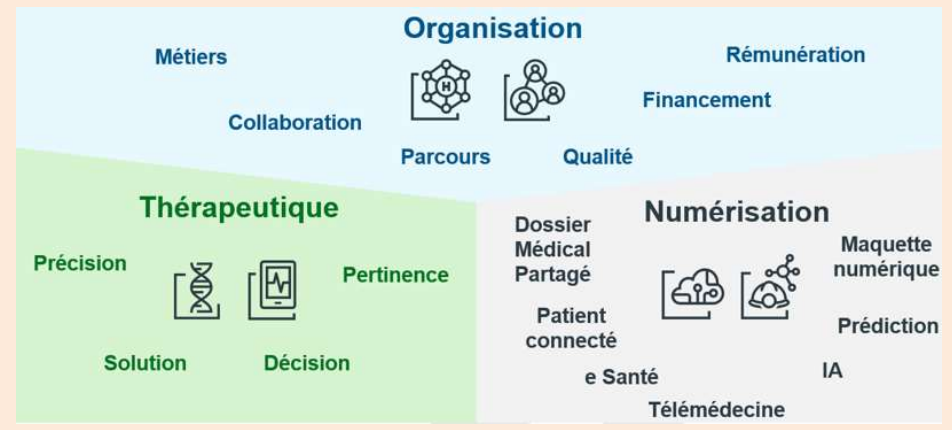 Organisation
Métiers
Rémunération
Financement
Collaboration
H
Parcours
Qualité
Thérapeutique
Précision
Pertinence
Solution
Décision
Numérisation
Dossier
Médical
Partagé
Maquette
numérique
Patient
connecté
Prédiction
e Santé
IA
Télémédecine